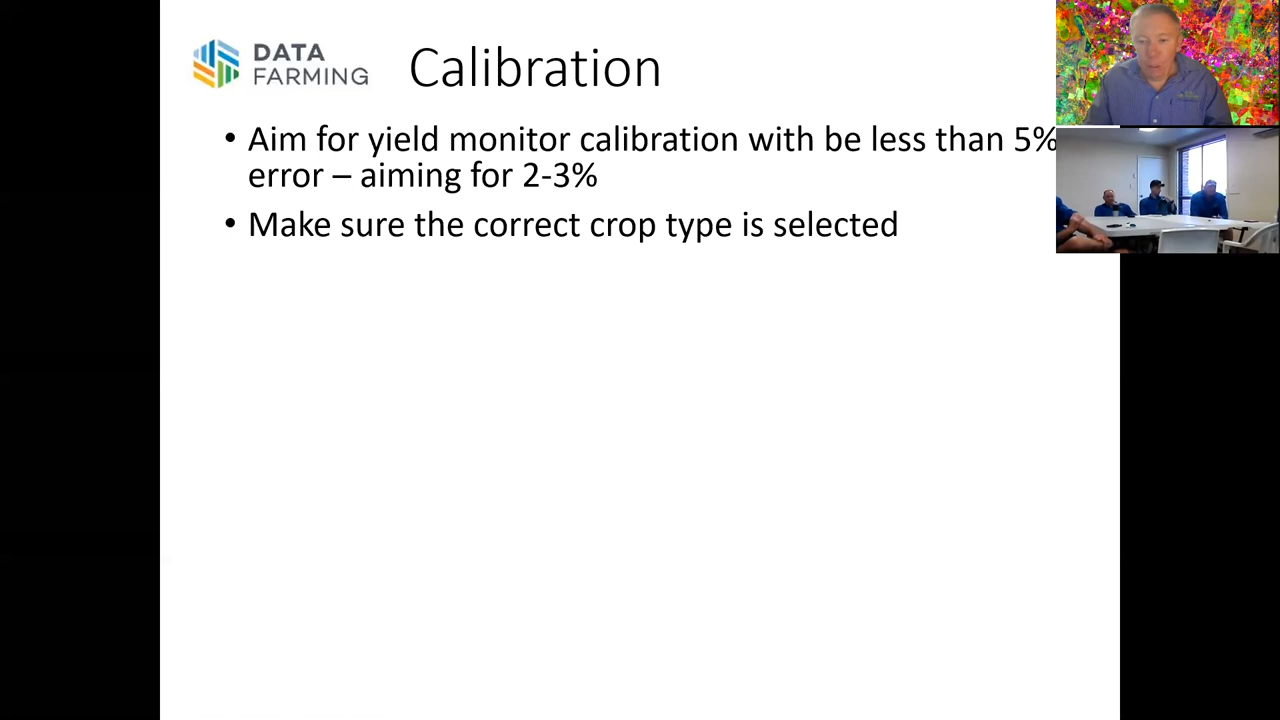 DATA
FARMING
Calibration
• Aim for yield monitor calibration with be less than 5%
error – aiming for 2-3%
• Make sure the correct crop type is selected